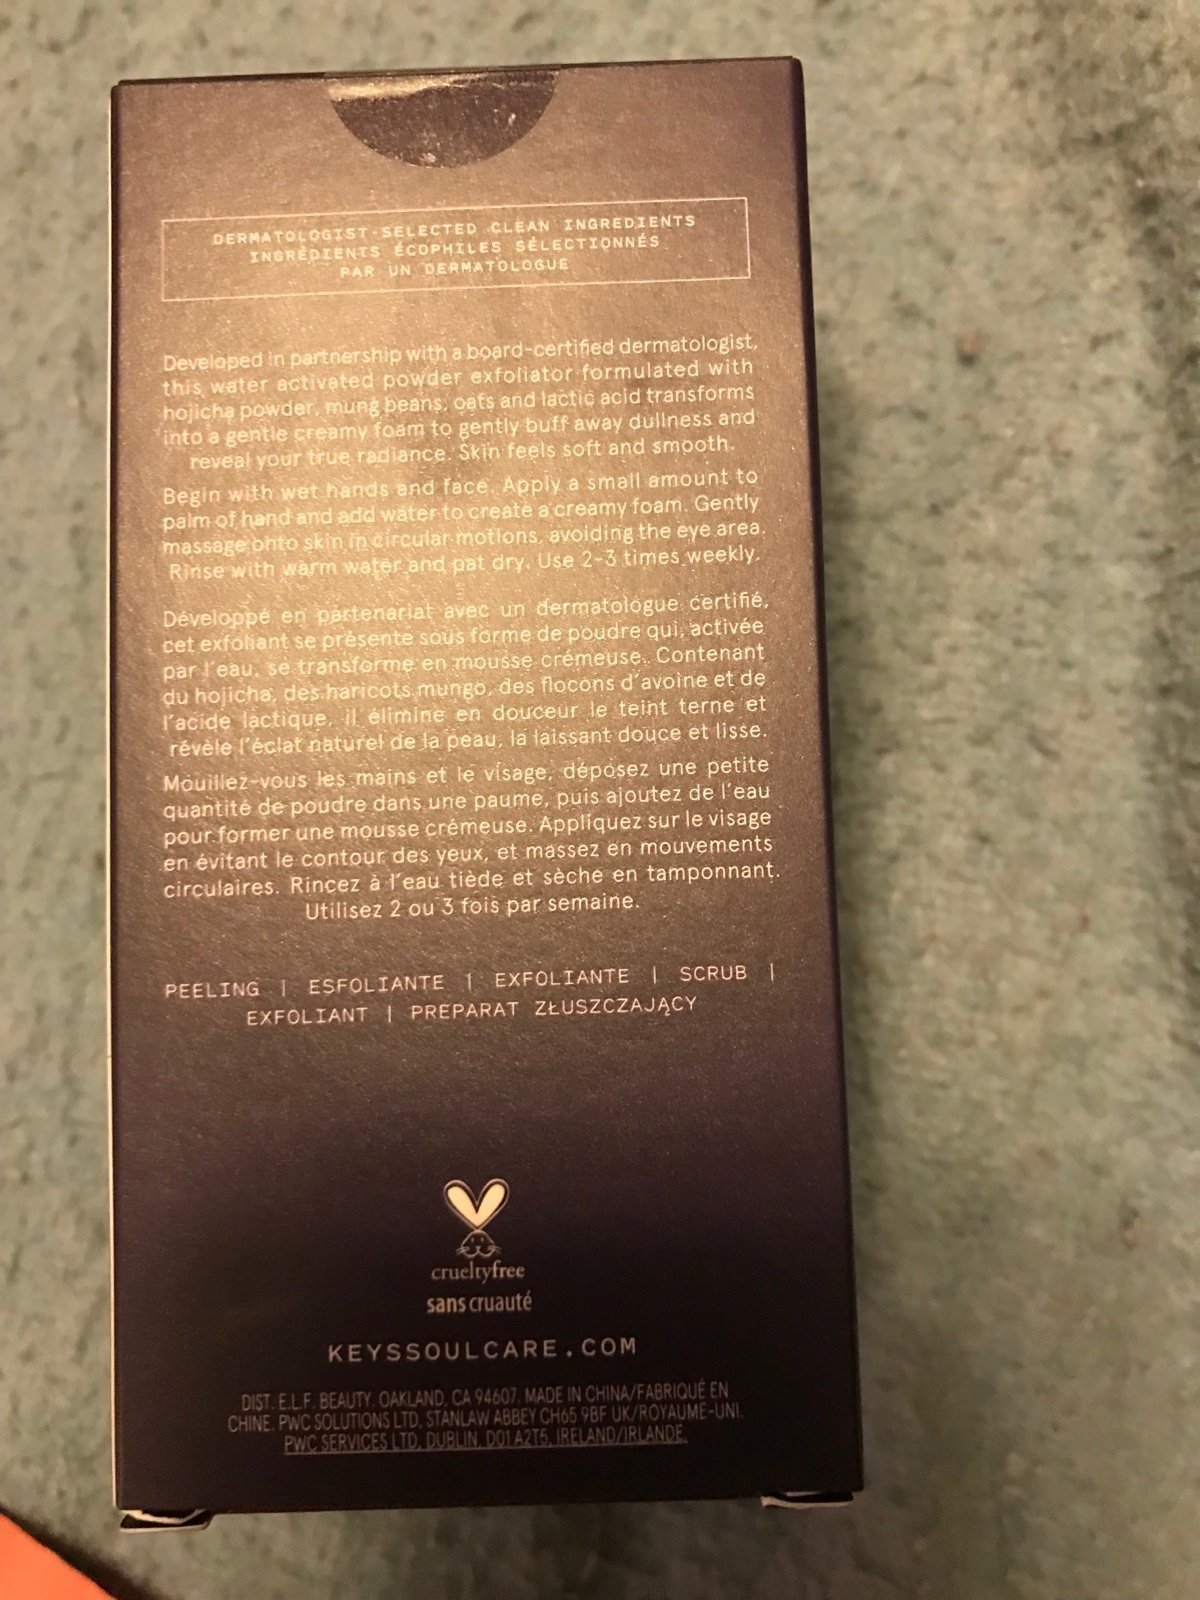 DERMATOLOGIST-SELECTED CLEAN INGREDIENTS
INGRÉDIENTS ÉCOPHILES SÉLECTIONNÉS
PAR UN DERMATOLOGUE
Developed in partnership with a board-certified dermatologist,
this water activated powder exfoliator formulated with
hojicha powder, mung beans, oats and lactic acid transforms
into a gentle creamy foam to gently buff away dullness and
reveal your true radiance. Skin feels soft and smooth.
Begin with wet hands and face. Apply a small amount to
palm of hand and add water to create a creamy foam. Gently
massage onto skin in circular motions, avoiding the eye area.
Rinse with warm water and pat dry. Use 2-3 times weekly.
Développé en partenariat avec un dermatologue certifié,
cet exfoliant se présente sous forme de poudre qui, activée
par l'eau, se transforme en mousse crémeuse. Contenant
du hojicha, des haricots mungo, des flocons d'avoine et de
l'acide lactique, il élimine en douceur le teint terne et
révèle l'éclat naturel de la peau, la laissant douce et lisse.
Mouillez-vous les mains et le visage, déposez une petite
quantité de poudre dans une paume, puis ajoutez de l'eau
pour former une mousse crémeuse. Appliquez sur le visage
en évitant le contour des yeux, et massez en mouvements
circulaires. Rincez à l'eau tiède et sèche en tamponnant.
Utilisez 2 ou 3 fois par semaine.
PEELING | ESFOLIANTE | EXFOLIANTE | SCRUB |
EXFOLIANT | PREPARAT ZŁUSZCZAJĄCY
crueltyfree
sans cruauté
KEYSSOULCARE.COM
DIST. E.L.F. BEAUTY, OAKLAND, CA 94607. MADE IN CHINA/FABRIQUÉ EN
CHINE. PWC SOLUTIONS LTD, STANLAW ABBEY CH65 9BF UK/ROYAUME-UNI.
PWC SERVICES LTD, DUBLIN, D01 A2T5, IRELAND/IRLANDE.